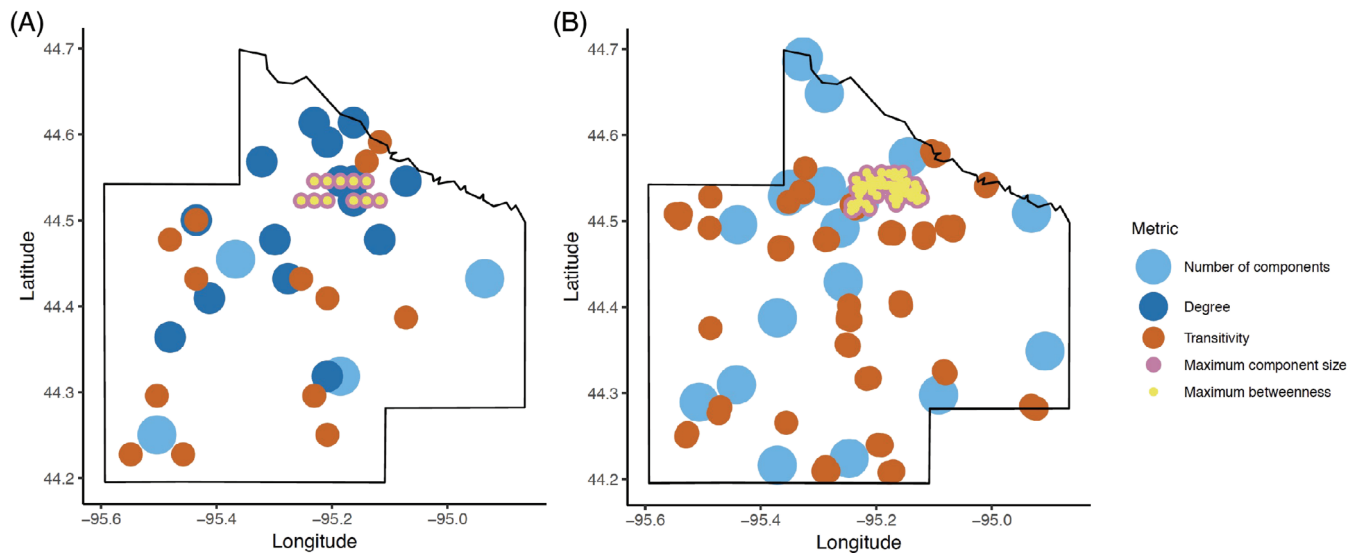 (A)
44.7
44.6
44.5
44.4
44.3
44.2
Latitude
−95.6
−95.4
−95.2
−95.0
Longitude
(B)
44.7
44.6
44.5
44.4
44.3
44.2
Latitude
−95.6
−95.4
−95.2
−95.0
Longitude
Metric
Number of components
Degree
Transitivity
Maximum component size
Maximum betweenness